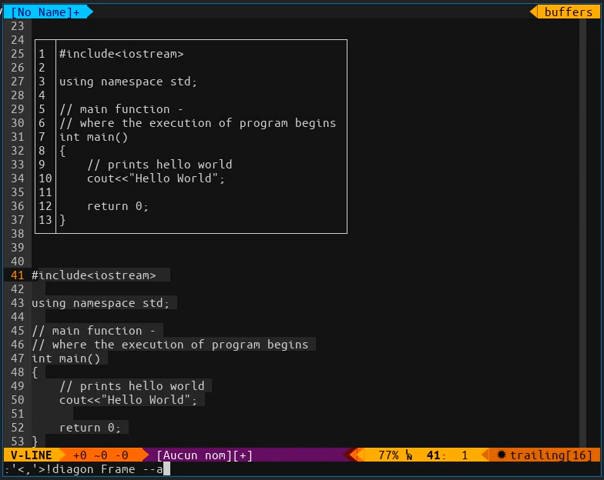 [No Name]+ buffers
23
24
25 1 #include<iostream>
26 2
27 3 using namespace std;
28 4
29 5 // main function -
30 6 // where the execution of program begins
31 7 int main()
32 8 {
33 9 // prints hello world
34 10 cout<<"Hello World";
35 11
36 12 return 0;
37 13 }
38
39
40
41 #include<iostream>
42
43 using namespace std;
44
45 // main function -
46 // where the execution of program begins
47 int main()
48 {
49 // prints hello world
50 cout<<"Hello World";
51
52 return 0;
53 }
V-LINE +0 ~0 -0 [Aucun nom][+] 77% 41: 1 trailing[16]
:'<,'>!diagon Frame --a